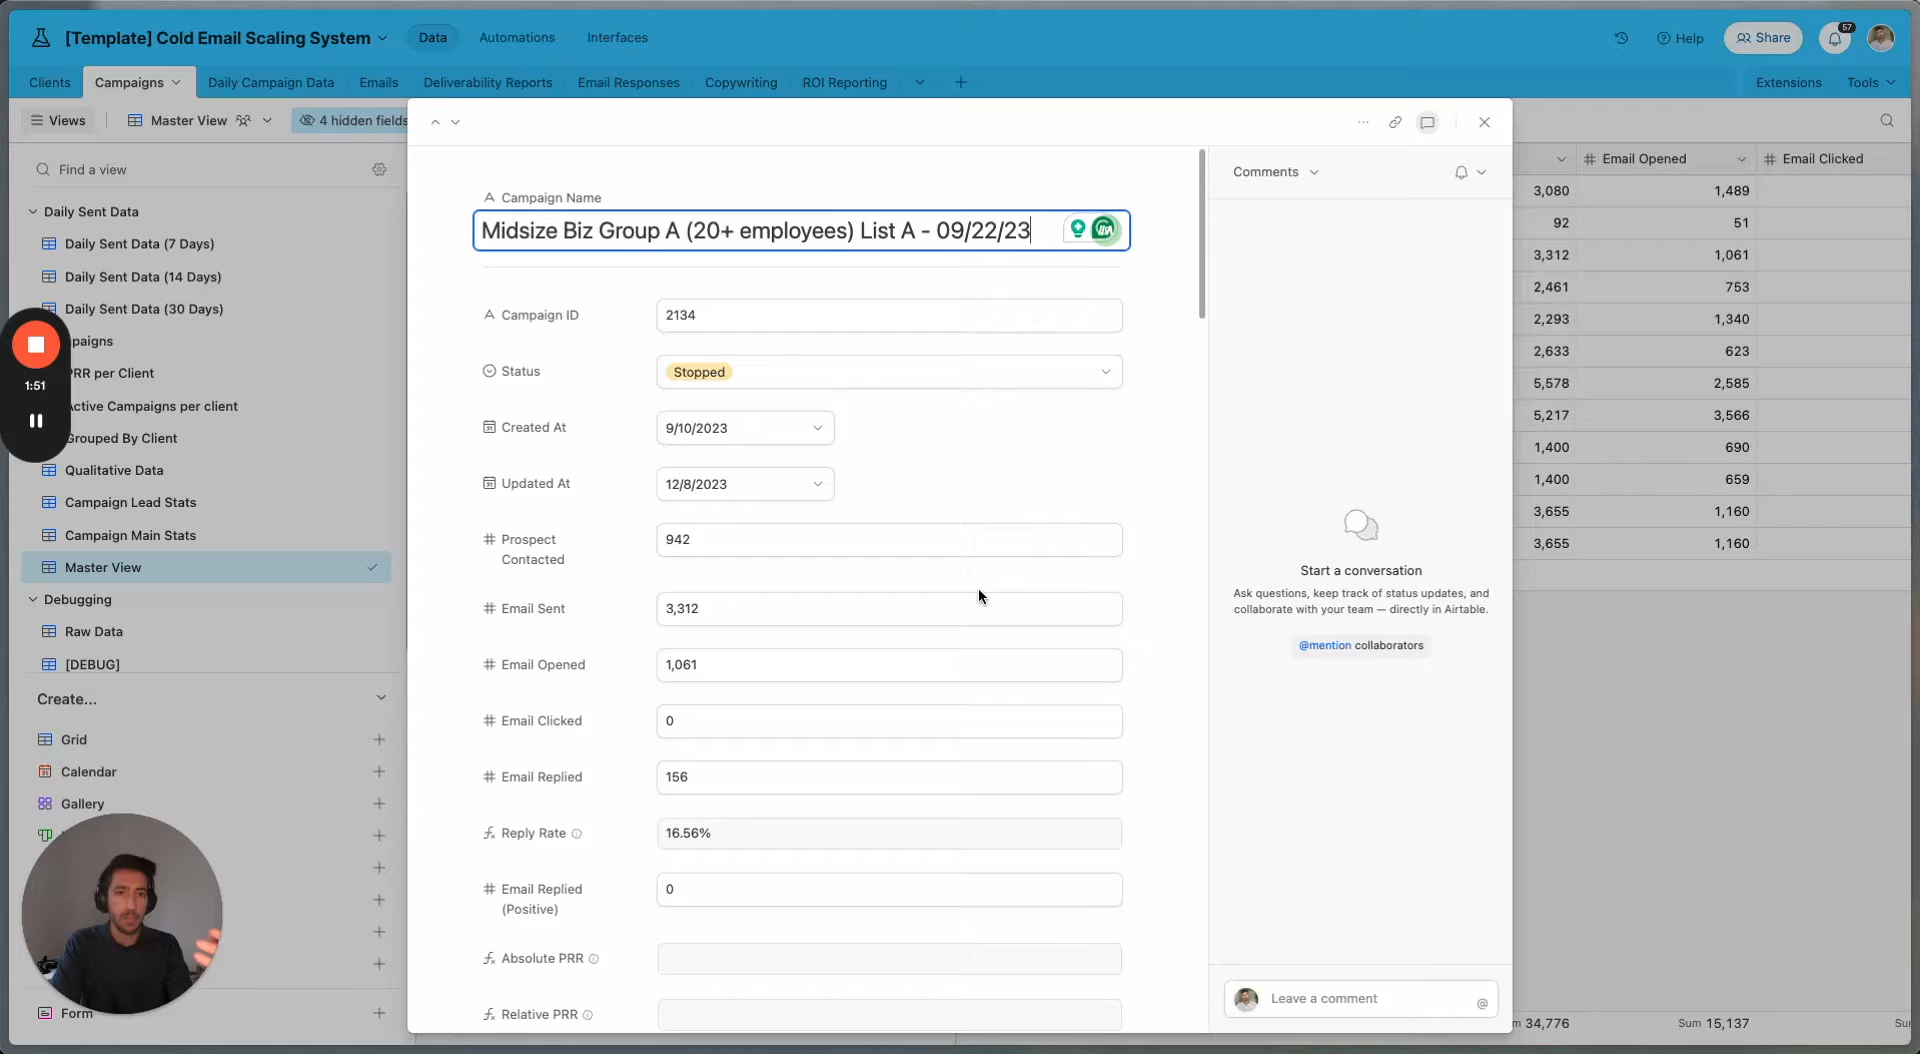 [Template] Cold Email Scaling System
Data
Automations
Interfaces
Help
Share
57
Clients
Campaigns
Daily Campaign Data
Emails
Deliverability Reports
Email Responses
Copywriting
ROI Reporting
Extensions
Tools
Views
Master View
4 hidden fields
Find a view
Daily Sent Data
Daily Sent Data (7 Days)
Daily Sent Data (14 Days)
Daily Sent Data (30 Days)
paigns
PRR per Client
Active Campaigns per client
Grouped By Client
Qualitative Data
Campaign Lead Stats
Campaign Main Stats
Master View
Debugging
Raw Data
[DEBUG]
Create...
Grid
Calendar
Gallery
Form
1:51
Campaign Name
Midsize Biz Group A (20+ employees) List A - 09/22/23
Campaign ID
2134
Status
Stopped
Created At
9/10/2023
Updated At
12/8/2023
Prospect
Contacted
942
Email Sent
3,312
Email Opened
1,061
Email Clicked
0
Email Replied
156
Reply Rate
16.56%
Email Replied
(Positive)
0
Absolute PRR
Relative PRR
Comments
Start a conversation
Ask questions, keep track of status updates, and
collaborate with your team — directly in Airtable.
@mention collaborators
Leave a comment
Email Opened
Email Clicked
3,080 1,489
92 51
3,312 1,061
2,461 753
2,293 1,340
2,633 623
5,578 2,585
5,217 3,566
1,400 690
1,400 659
3,655 1,160
3,655 1,160
34,776
Sum 15,137